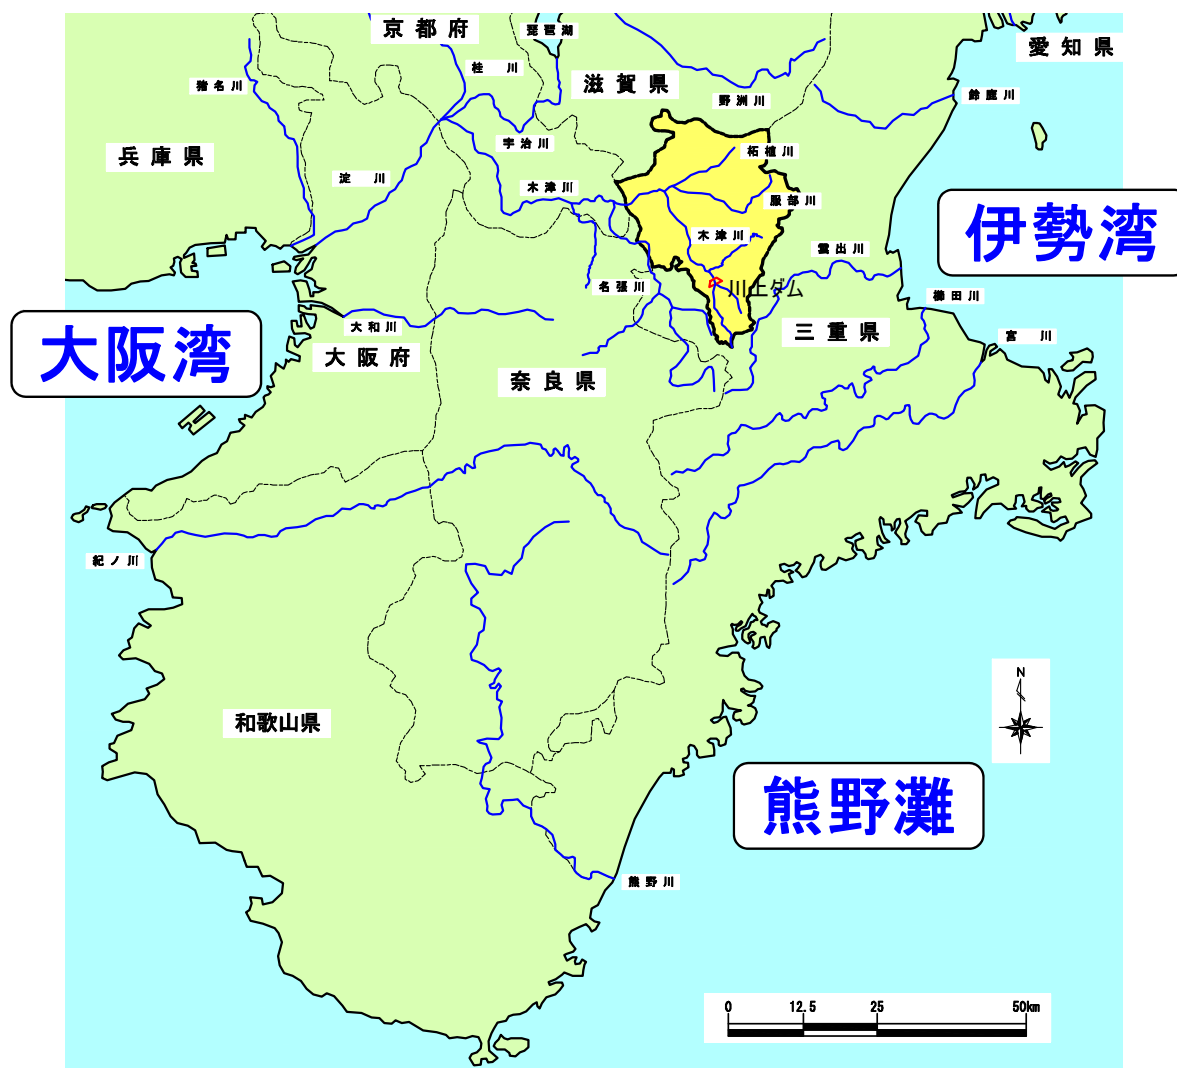 京都府
琵琶湖
愛知県
桂川
滋賀県
猪名川
野洲川
鈴鹿川
宇治川
兵庫県
柘植川
淀川
木津川
服部川
伊勢湾
木津川
雲出川
名張川
川上ダム
櫛田川
大阪湾
大和川
大阪府
三重県
宮川
奈良県
紀ノ川
N
和歌山県
熊野灘
熊野川
0 12.5 25 50km